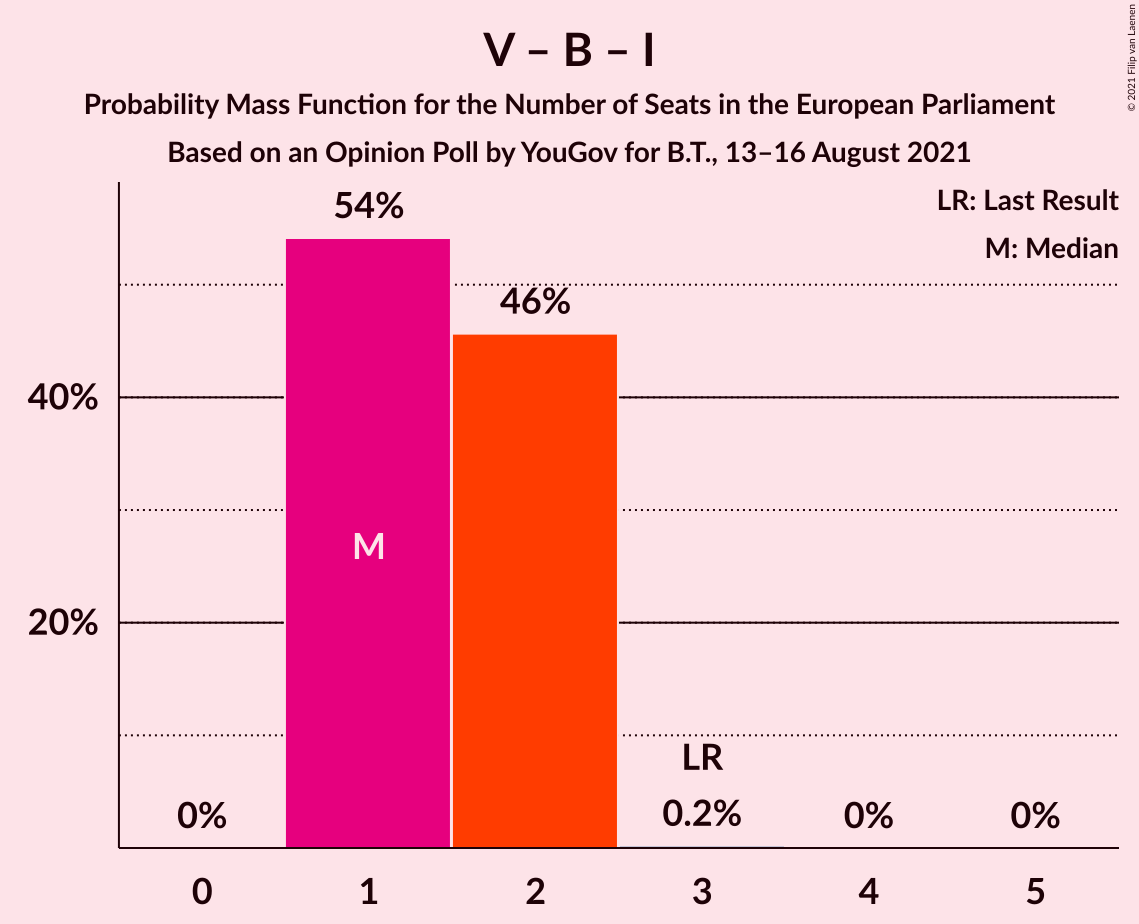 V – B – I
Probability Mass Function for the Number of Seats in the European Parliament
Based on an Opinion Poll by YouGov for B.T., 13–16 August 2021
© 2021 Filip van Laenen
LR: Last Result
M: Median
54%
46%
40%
M
20%
LR
0%
0.2%
0%
0%
0
1
2
3
4
5